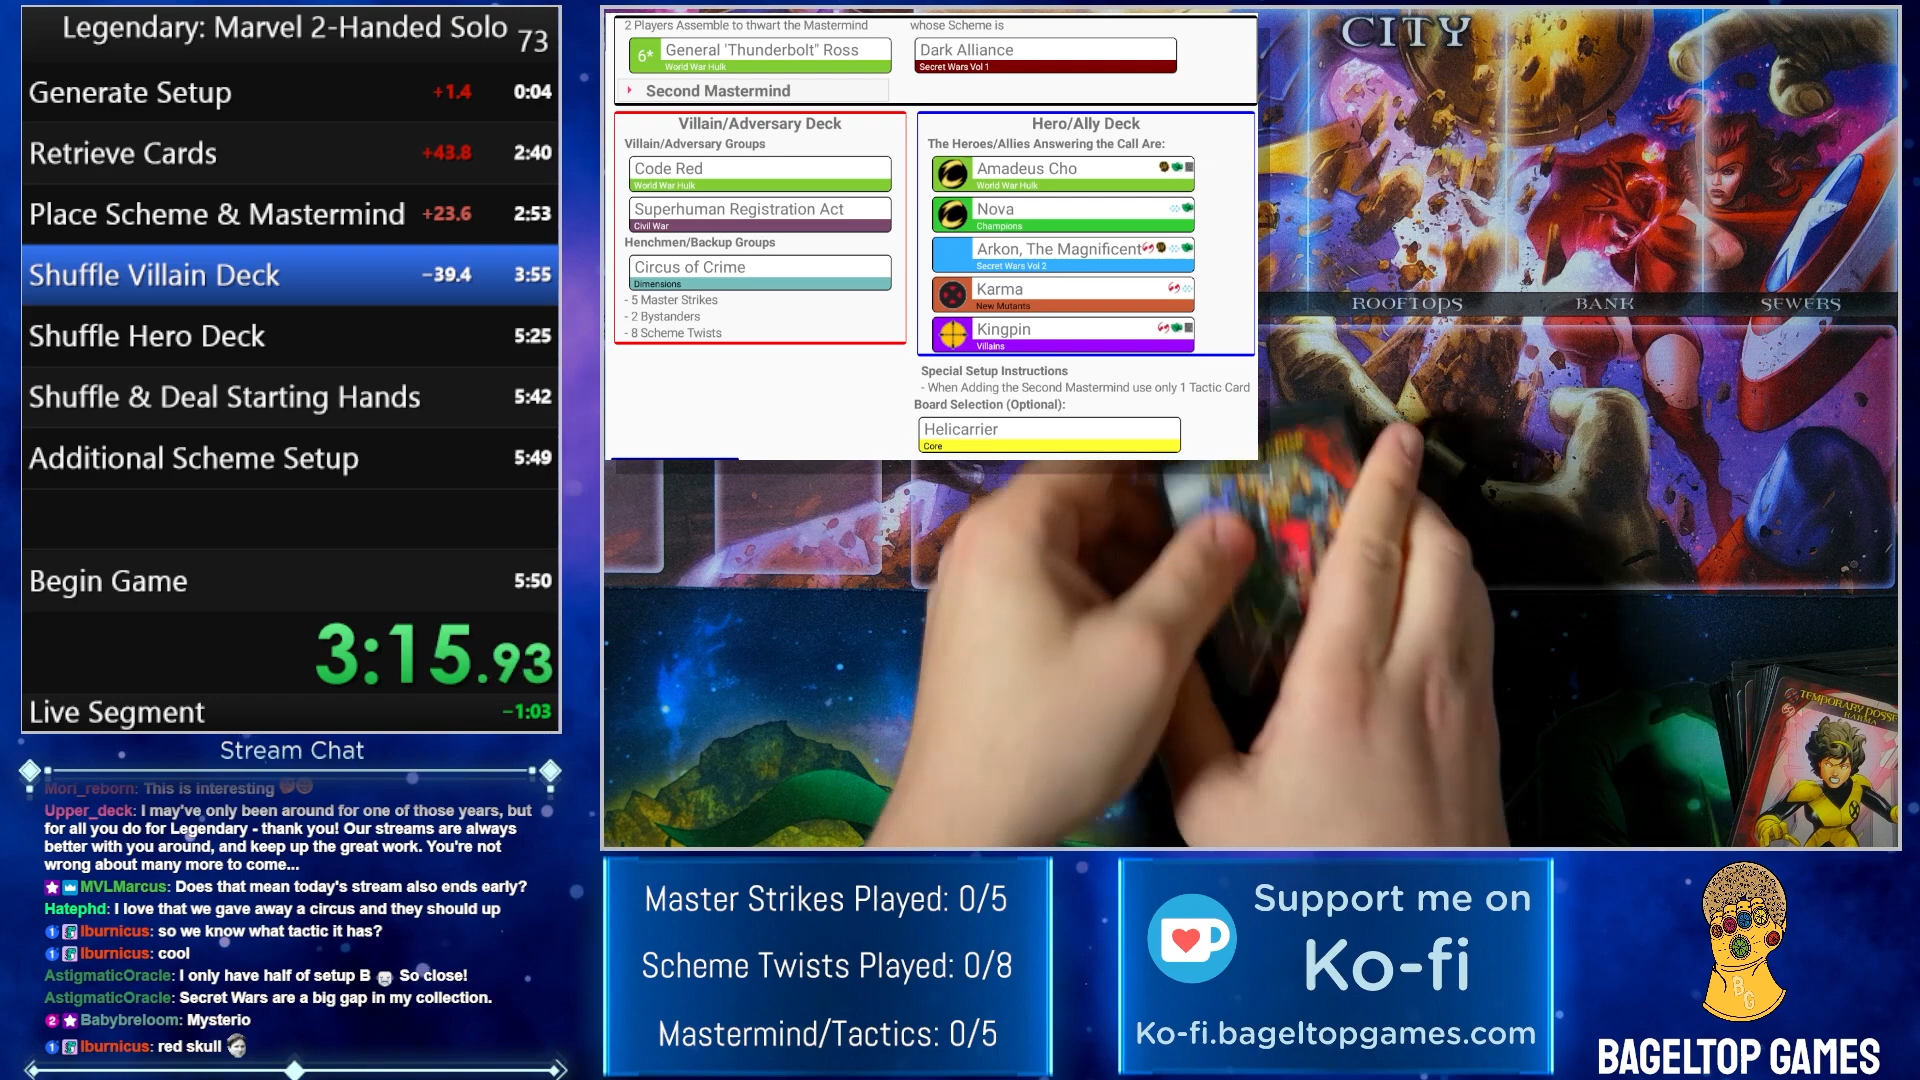 Legendary: Marvel 2-Handed Solo 73
Generate Setup +1.4 0:04
Retrieve Cards +43.8 2:40
Place Scheme & Mastermind +23.6 2:53
Shuffle Villain Deck −39.4 3:55
Shuffle Hero Deck 5:25
Shuffle & Deal Starting Hands 5:42
Additional Scheme Setup 5:49
Begin Game 5:50
3:15.93
Live Segment −1:03
Stream Chat
Mori_reborn: This is interesting
Upper_deck: I may've only been around for one of those years, but
for all you do for Legendary - thank you! Our streams are always
better with you around, and keep up the great work. You're not
wrong about many more to come...
MVLMarcus: Does that mean today's stream also ends early?
Hatephd: I love that we gave away a circus and they should up
1 Iburnicus: so we know what tactic it has?
1 Iburnicus: cool
AstigmaticOracle: I only have half of setup B So close!
AstigmaticOracle: Secret Wars are a big gap in my collection.
2 Babybreloom: Mysterio
1 Iburnicus: red skull
2 Players Assemble to thwart the Mastermind whose Scheme is
6* General 'Thunderbolt" Ross
World War Hulk
Dark Alliance
Secret Wars Vol 1
Second Mastermind
Villain/Adversary Deck
Villain/Adversary Groups
Code Red
World War Hulk
Superhuman Registration Act
Civil War
Henchmen/Backup Groups
Circus of Crime
Dimensions
- 5 Master Strikes
- 2 Bystanders
- 8 Scheme Twists
Hero/Ally Deck
The Heroes/Allies Answering the Call Are:
Amadeus Cho
World War Hulk
Nova
Champions
Arkon, The Magnificent
Secret Wars Vol 2
Karma
New Mutants
Kingpin
Villains
Special Setup Instructions
- When Adding the Second Mastermind use only 1 Tactic Card
Board Selection (Optional):
Helicarrier
Core
CITY
ROOFTOPS BANK SEWERS
TEMPORARY POSSE
KARMA
Master Strikes Played: 0/5
Scheme Twists Played: 0/8
Mastermind/Tactics: 0/5
Support me on
Ko-fi
Ko-fi.bageltopgames.com
BG
BAGELTOP GAMES